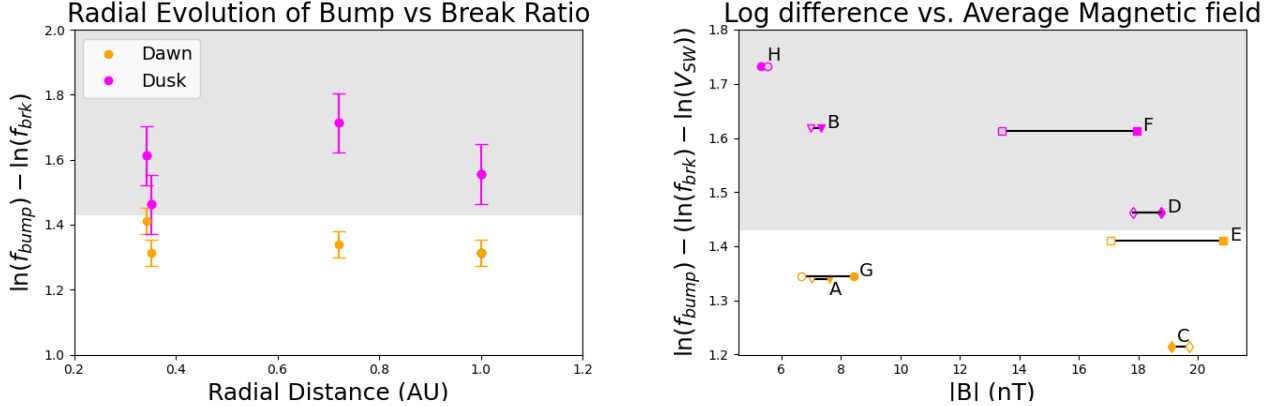 Radial Evolution of Bump vs Break Ratio
ln(f_bump) − ln(f_brk)
2.0
1.8
1.6
1.4
1.2
1.0
Dawn
Dusk
0.2 0.4 0.6 0.8 1.0 1.2
Radial Distance (AU)
Log difference vs. Average Magnetic field
ln(f_bump) − (ln(f_brk) − ln(V_SW))
1.8
1.7
1.6
1.5
1.4
1.3
1.2
H
B
F
D
E
G
A
C
6 8 10 12 14 16 18 20
|B| (nT)